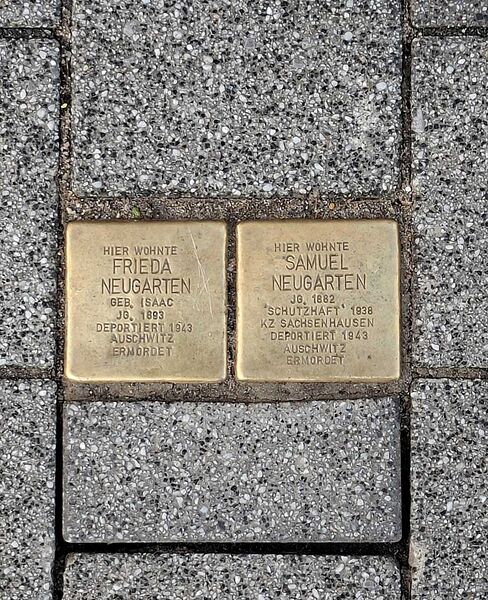 HIER WOHNTE
FRIEDA
NEUGARTEN
GEB. ISAAC
JG. 1893
DEPORTIERT 1943
AUSCHWITZ
ERMORDET
HIER WOHNTE
SAMUEL
NEUGARTEN
JG. 1882
'SCHUTZHAFT' 1938
KZ SACHSENHAUSEN
DEPORTIERT 1943
AUSCHWITZ
ERMORDET